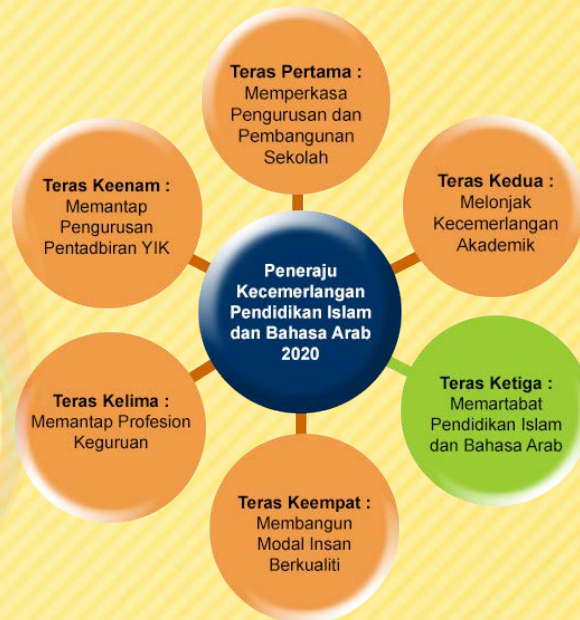 Teras Pertama :
Memperkasa
Pengurusan dan
Pembangunan
Sekolah
Teras Kedua :
Melonjak
Kecemerlangan
Akademik
Teras Ketiga :
Memartabat
Pendidikan Islam
dan Bahasa Arab
Teras Keempat :
Membangun
Modal Insan
Berkualiti
Teras Kelima :
Memantap Profesion
Keguruan
Teras Keenam :
Memantap
Pengurusan
Pentadbiran YIK
Peneraju
Kecemerlangan
Pendidikan Islam
dan Bahasa Arab
2020